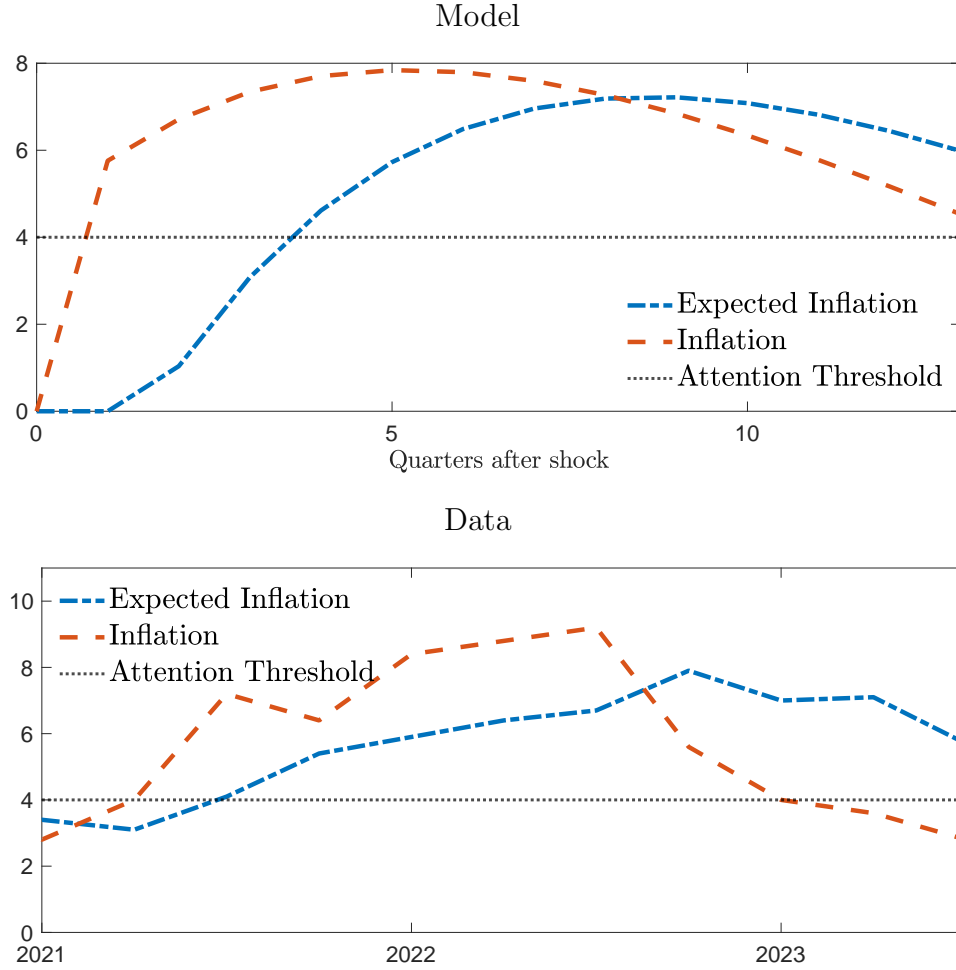 Model
8
6
4
2
0
0 5 10
Quarters after shock
Expected Inflation
Inflation
Attention Threshold
Data
10
8
6
4
2
0
2021 2022 2023
Expected Inflation
Inflation
Attention Threshold